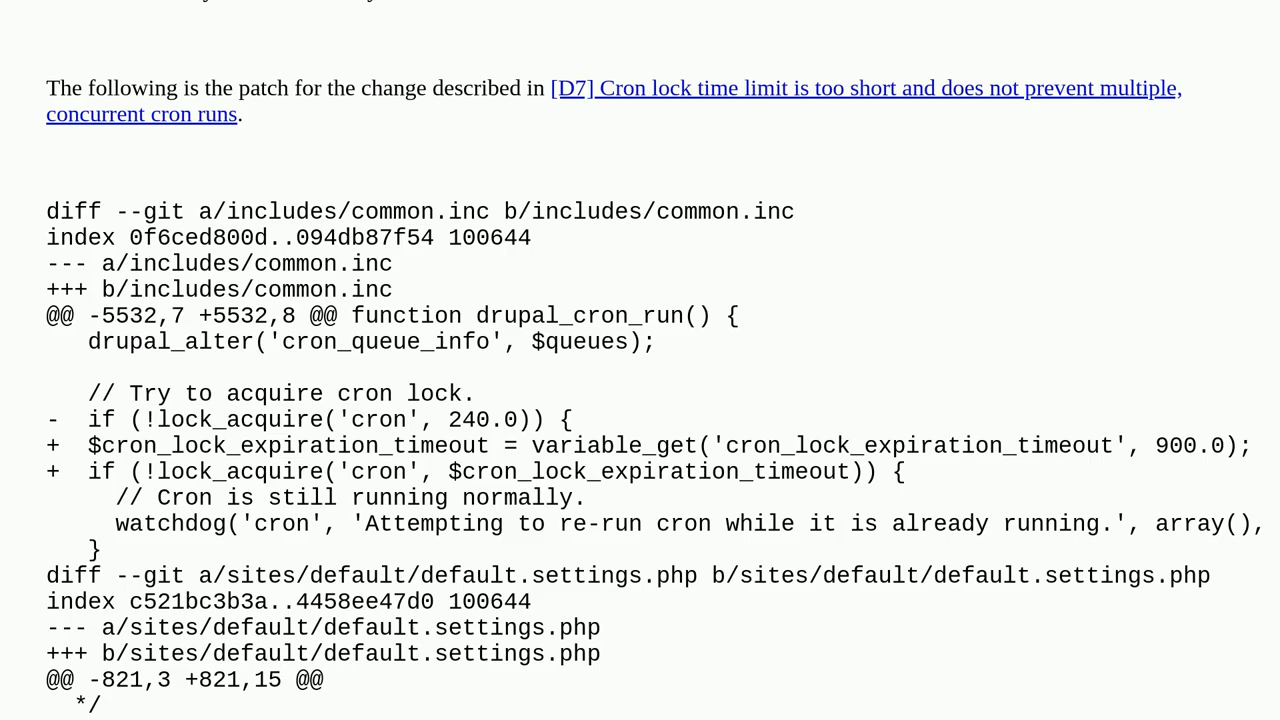 The following is the patch for the change described in [D7] Cron lock time limit is too short and does not prevent multiple,
concurrent cron runs.
diff --git a/includes/common.inc b/includes/common.inc
index 0f6ced800d..094db87f54 100644
--- a/includes/common.inc
+++ b/includes/common.inc
@@ -5532,7 +5532,8 @@ function drupal_cron_run() {
   drupal_alter('cron_queue_info', $queues);
   // Try to acquire cron lock.
-  if (!lock_acquire('cron', 240.0)) {
+  $cron_lock_expiration_timeout = variable_get('cron_lock_expiration_timeout', 900.0);
+  if (!lock_acquire('cron', $cron_lock_expiration_timeout)) {
     // Cron is still running normally.
     watchdog('cron', 'Attempting to re-run cron while it is already running.', array(),
   }
diff --git a/sites/default/default.settings.php b/sites/default/default.settings.php
index c521bc3b3a..4458ee47d0 100644
--- a/sites/default/default.settings.php
+++ b/sites/default/default.settings.php
@@ -821,3 +821,15 @@
  */